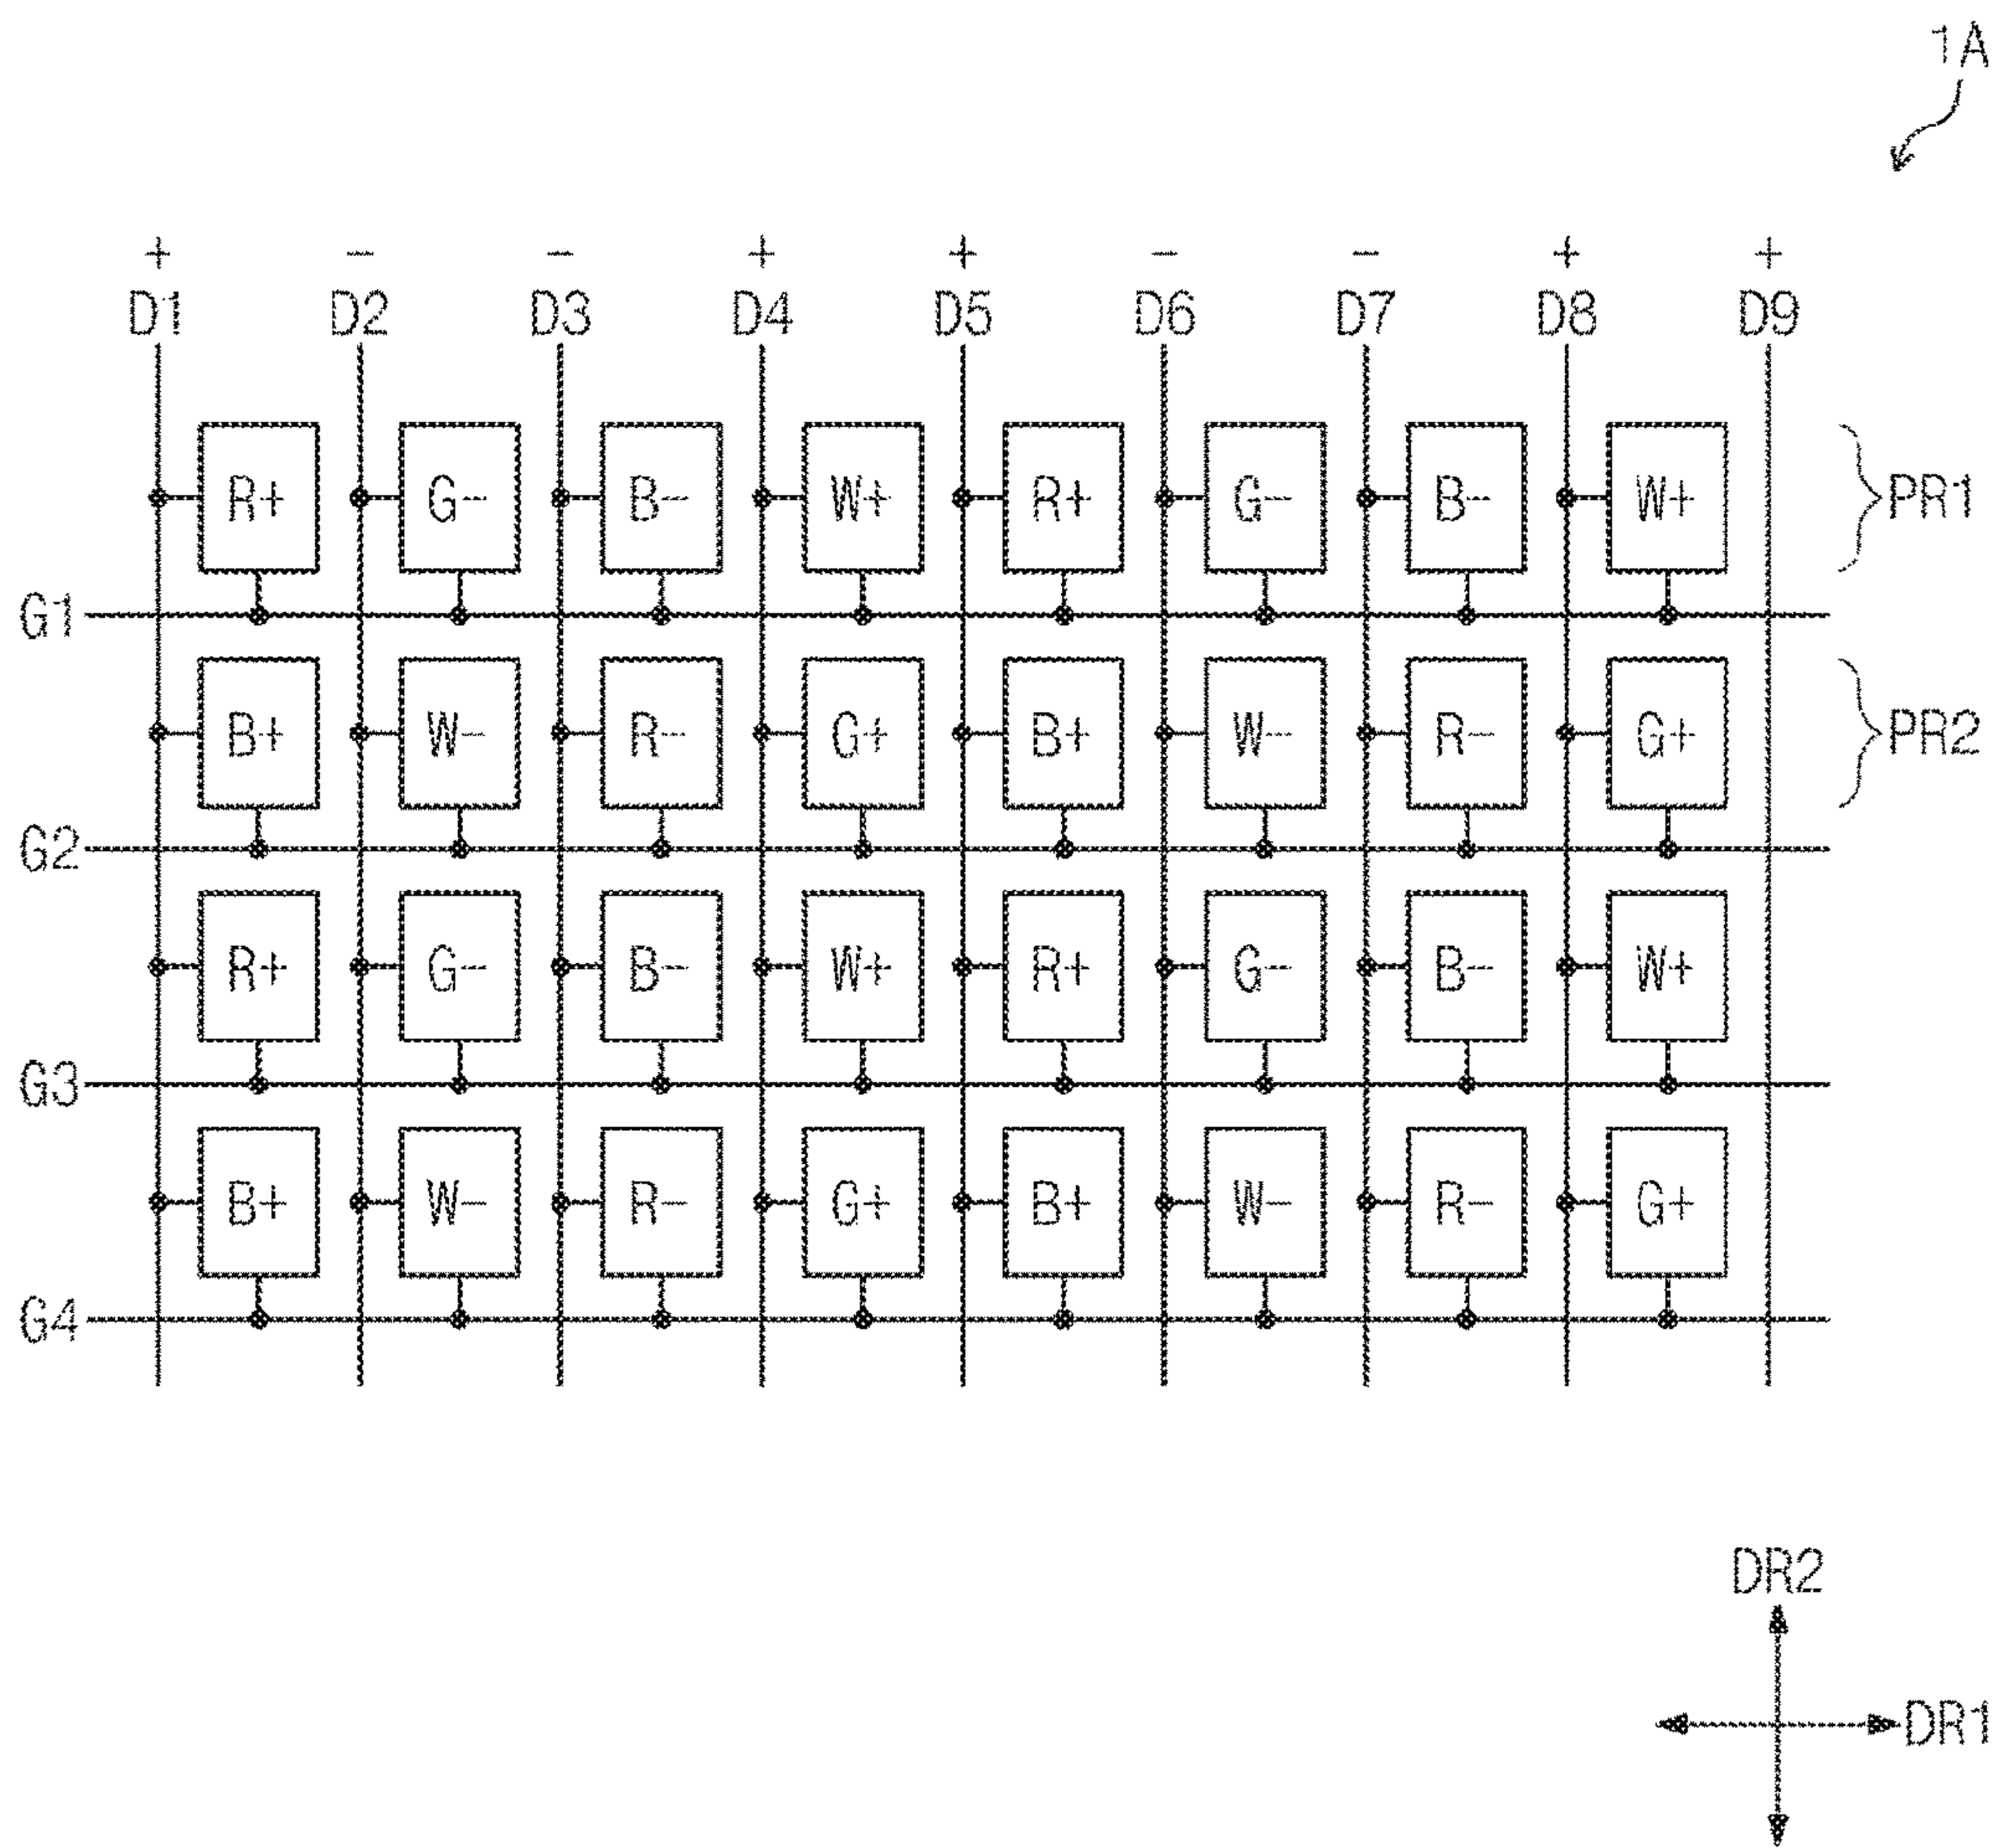 1A
+ − − + + − − + +
D1 D2 D3 D4 D5 D6 D7 D8 D9
R+ G− B− W+ R+ G− B− W+ PR1
G1
B+ W− R− G+ B+ W− R− G+ PR2
G2
R+ G− B− W+ R+ G− B− W+
G3
B+ W− R− G+ B+ W− R− G+
G4
DR2
DR1